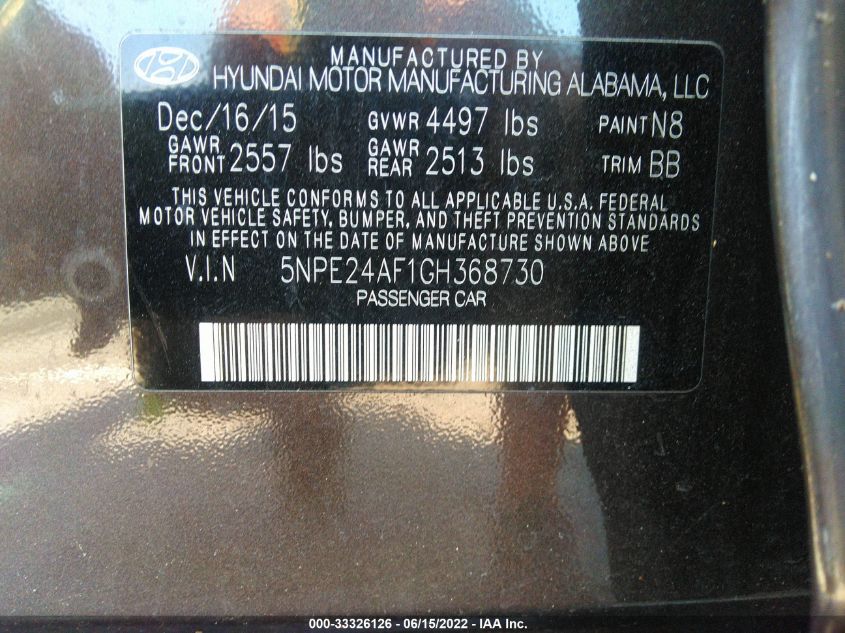 MANUFACTURED BY
HYUNDAI MOTOR MANUFACTURING ALABAMA, LLC
Dec/16/15 GVWR 4497 lbs PAINT N8
GAWR FRONT 2557 lbs GAWR REAR 2513 lbs TRIM BB
THIS VEHICLE CONFORMS TO ALL APPLICABLE U.S.A. FEDERAL
MOTOR VEHICLE SAFETY, BUMPER, AND THEFT PREVENTION STANDARDS
IN EFFECT ON THE DATE OF MANUFACTURE SHOWN ABOVE
V.I.N 5NPE24AF1GH368730
PASSENGER CAR
000-33326126 - 06/15/2022 - IAA Inc.